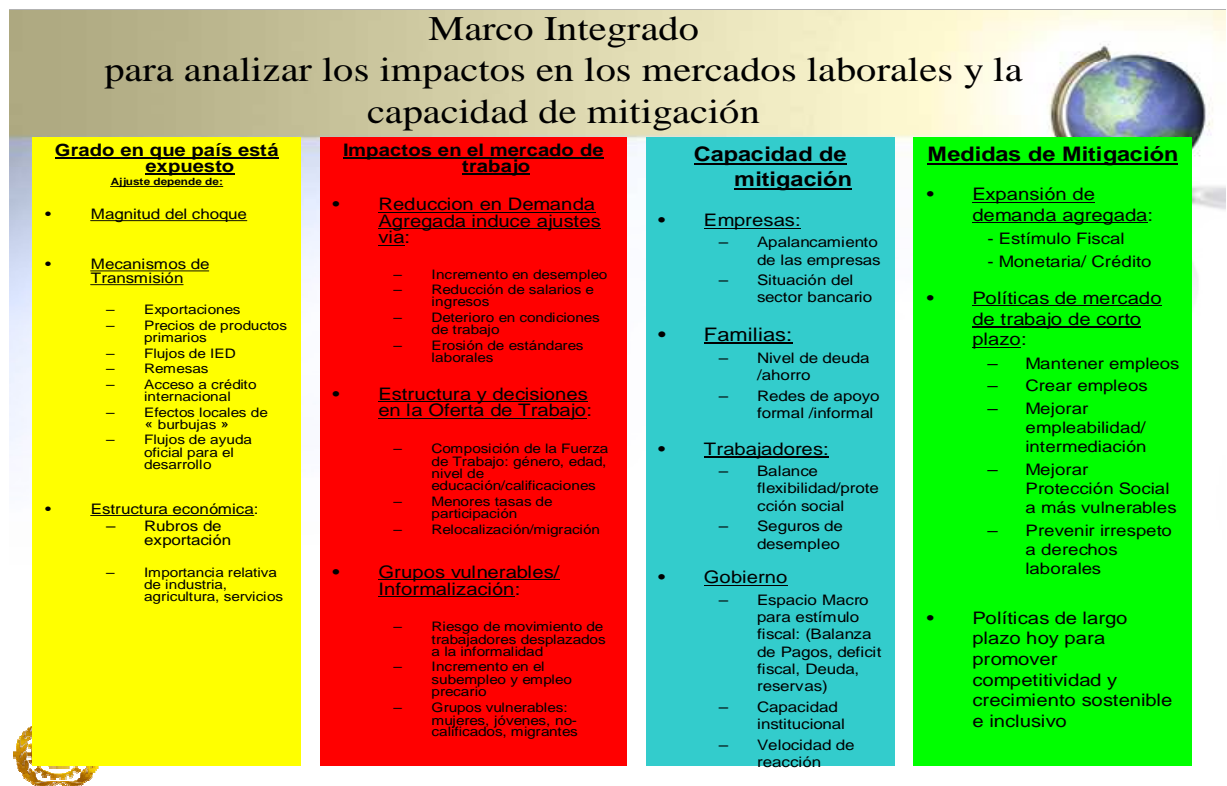 Marco Integrado
para analizar los impactos en los mercados laborales y la
capacidad de mitigación
Grado en que país está
expuesto
Ajjuste depende de:
• Magnitud del choque
• Mecanismos de
Transmisión
– Exportaciones
– Precios de productos
primarios
– Flujos de IED
– Remesas
– Acceso a crédito
internacional
– Efectos locales de
« burbujas »
– Flujos de ayuda
oficial para el
desarrollo
• Estructura económica:
– Rubros de
exportación
– Importancia relativa
de industria,
agricultura, servicios
Impactos en el mercado de
trabajo
• Reduccion en Demanda
Agregada induce ajustes
via:
– Incremento en desempleo
– Reducción de salarios e
ingresos
– Deterioro en condiciones
de trabajo
– Erosión de estándares
laborales
• Estructura y decisiones
en la Oferta de Trabajo:
– Composición de la Fuerza
de Trabajo: género, edad,
nivel de
educación/calificaciones
– Menores tasas de
participación
– Relocalización/migración
• Grupos vulnerables/
Informalización:
– Riesgo de movimiento de
trabajadores desplazados
a la informalidad
– Incremento en el
subempleo y empleo
precario
– Grupos vulnerables:
mujeres, jóvenes, no-
calificados, migrantes
Capacidad de
mitigación
• Empresas:
– Apalancamiento
de las empresas
– Situación del
sector bancario
• Familias:
– Nivel de deuda
/ahorro
– Redes de apoyo
formal /informal
• Trabajadores:
– Balance
flexibilidad/prote
cción social
– Seguros de
desempleo
• Gobierno
– Espacio Macro
para estímulo
fiscal: (Balanza
de Pagos, deficit
fiscal, Deuda,
reservas)
– Capacidad
institucional
– Velocidad de
reacción
Medidas de Mitigación
• Expansión de
demanda agregada:
- Estímulo Fiscal
- Monetaria/ Crédito
• Políticas de mercado
de trabajo de corto
plazo:
– Mantener empleos
– Crear empleos
– Mejorar
empleabilidad/
intermediación
– Mejorar
Protección Social
a más vulnerables
– Prevenir irrespeto
a derechos
laborales
• Políticas de largo
plazo hoy para
promover
competitividad y
crecimiento sostenible
e inclusivo